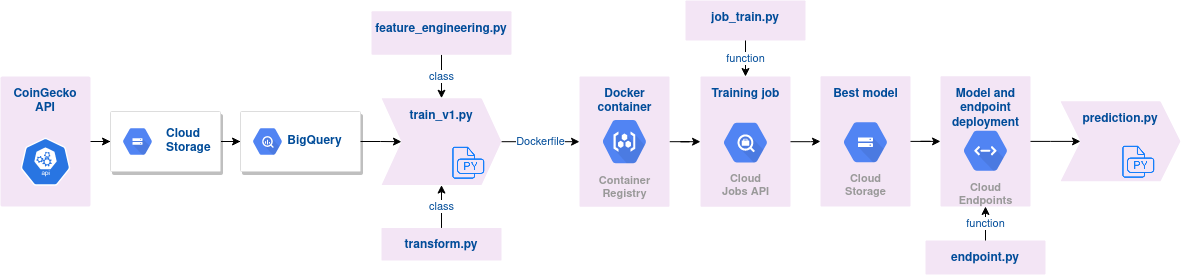 CoinGecko
API
api
Cloud
Storage
BigQuery
feature_engineering.py
class
train_v1.py
PY
class
transform.py
Dockerfile
Docker
container
Container
Registry
job_train.py
function
Training job
Cloud
Jobs API
Best model
Cloud
Storage
Model and
endpoint
deployment
Cloud
Endpoints
function
endpoint.py
prediction.py
PY